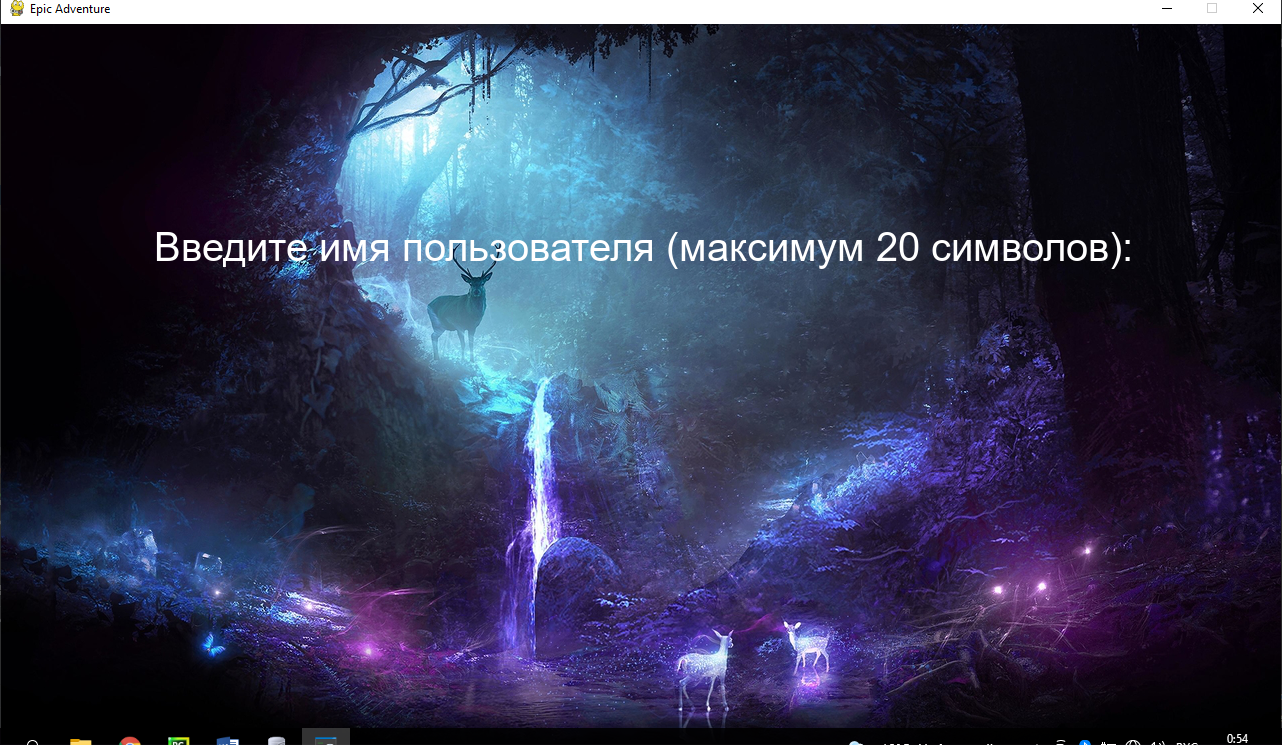 Epic Adventure
Введите имя пользователя (максимум 20 символов):
0:54